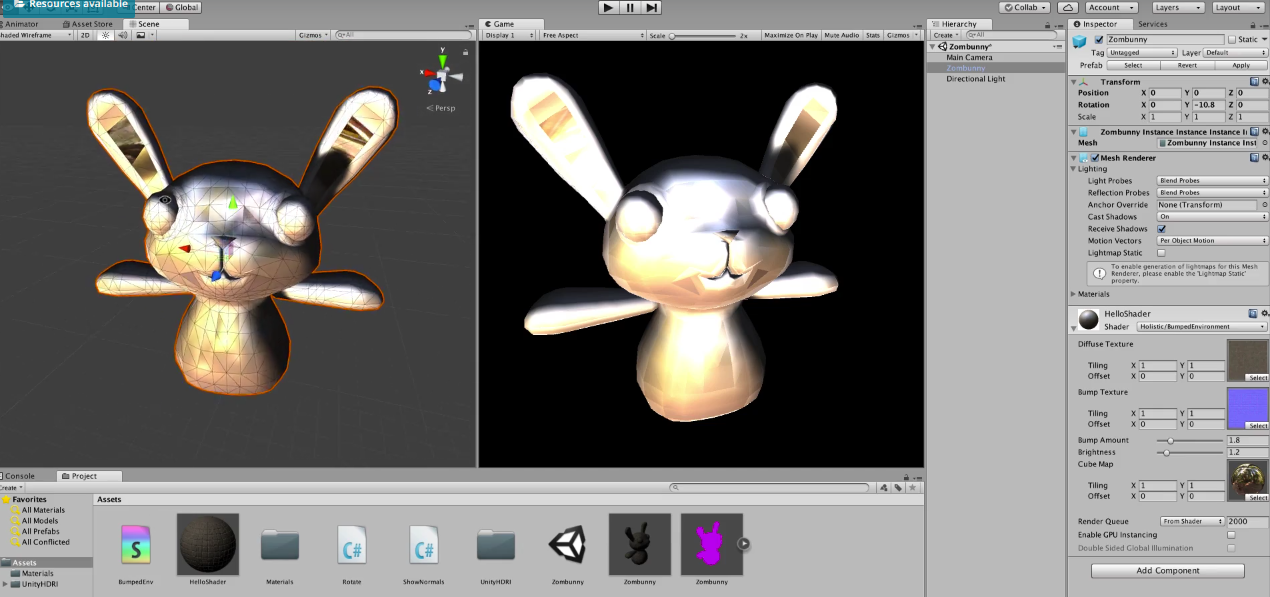 Resources available
Center
Global
Collab
Account
Layers
Layout
Animator
Asset Store
Scene
Game
Hierarchy
Inspector
Services
Shaded Wireframe
2D
Gizmos
All
Display 1
Free Aspect
Scale
2x
Maximize On Play
Mute Audio
Stats
Gizmos
Create
All
Zombunny*
Main Camera
Zombunny
Directional Light
y
x
z
Persp
Zombunny
Static
Tag
Untagged
Layer
Default
Prefab
Select
Revert
Apply
Transform
Position X 0 Y 0 Z 0
Rotation X 0 Y -10.8 Z 0
Scale X 1 Y 1 Z 1
Zombunny Instance Instance Instance I
Mesh
Zombunny Instance Inst
Mesh Renderer
Lighting
Light Probes Blend Probes
Reflection Probes Blend Probes
Anchor Override None (Transform)
Cast Shadows On
Receive Shadows
Motion Vectors Per Object Motion
Lightmap Static
To enable generation of lightmaps for this Mesh
Renderer, please enable the 'Lightmap Static'
property.
Materials
HelloShader
Shader Holistic/BumpedEnvironment
Diffuse Texture
Tiling X 1 Y 1
Offset X 0 Y 0
Select
Bump Texture
Tiling X 1 Y 1
Offset X 0 Y 0
Select
Bump Amount 1.8
Brightness 1.2
Cube Map
Tiling X 1 Y 1
Offset X 0 Y 0
Select
Render Queue From Shader 2000
Enable GPU Instancing
Double Sided Global Illumination
Add Component
Console
Project
Create
Favorites
All Materials
All Models
All Prefabs
All Conflicted
Assets
Materials
UnityHDRI
Assets
S
C#
C#
BumpedEnv
HelloShader
Materials
Rotate
ShowNormals
UnityHDRI
Zombunny
Zombunny
Zombunny